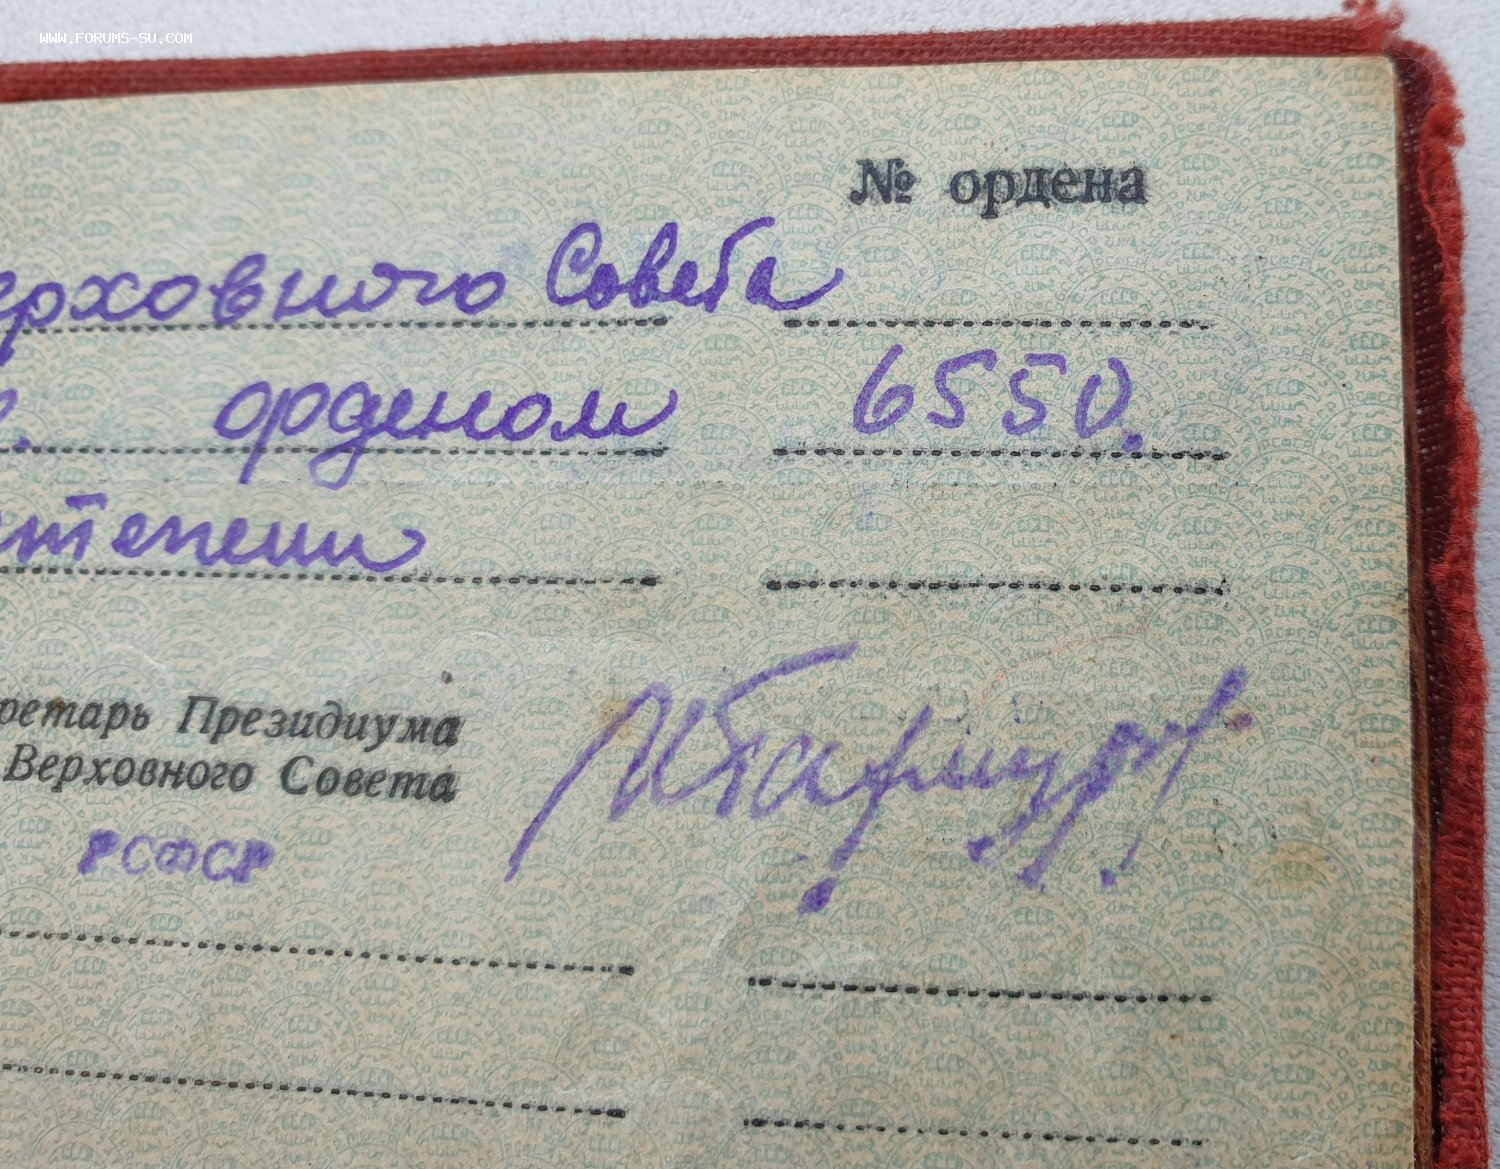 WWW.FORUMS-SU.COM
№ ордена
ерховного Совета
орденом 6550.
степени
ретарь Президиума
Верховного Совета
РСФСР